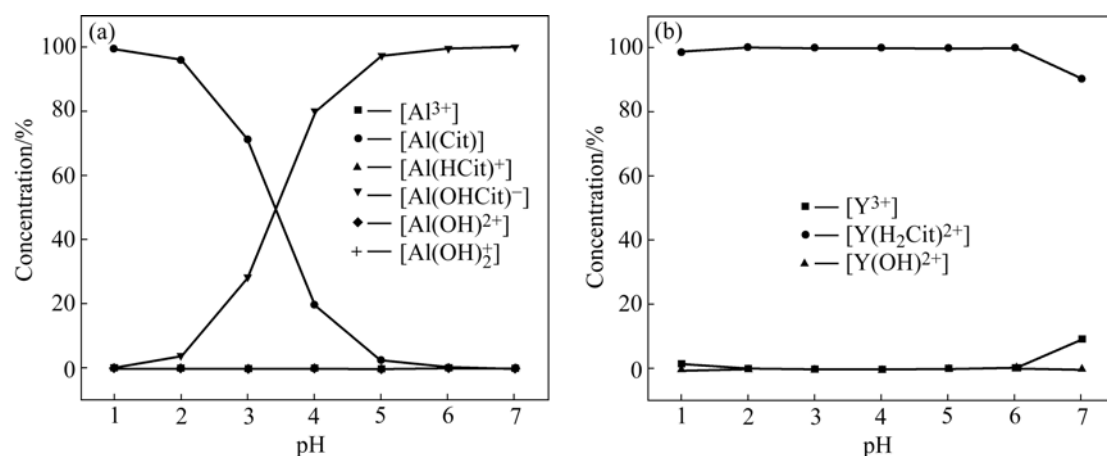 (a)
100
80
60
40
20
0
Concentration/%
[Al³⁺]
[Al(Cit)]
[Al(HCit)⁺]
[Al(OHCit)⁻]
[Al(OH)²⁺]
[Al(OH)₂⁺]
1 2 3 4 5 6 7
pH
(b)
100
80
60
40
20
0
Concentration/%
[Y³⁺]
[Y(H₂Cit)²⁺]
[Y(OH)²⁺]
1 2 3 4 5 6 7
pH